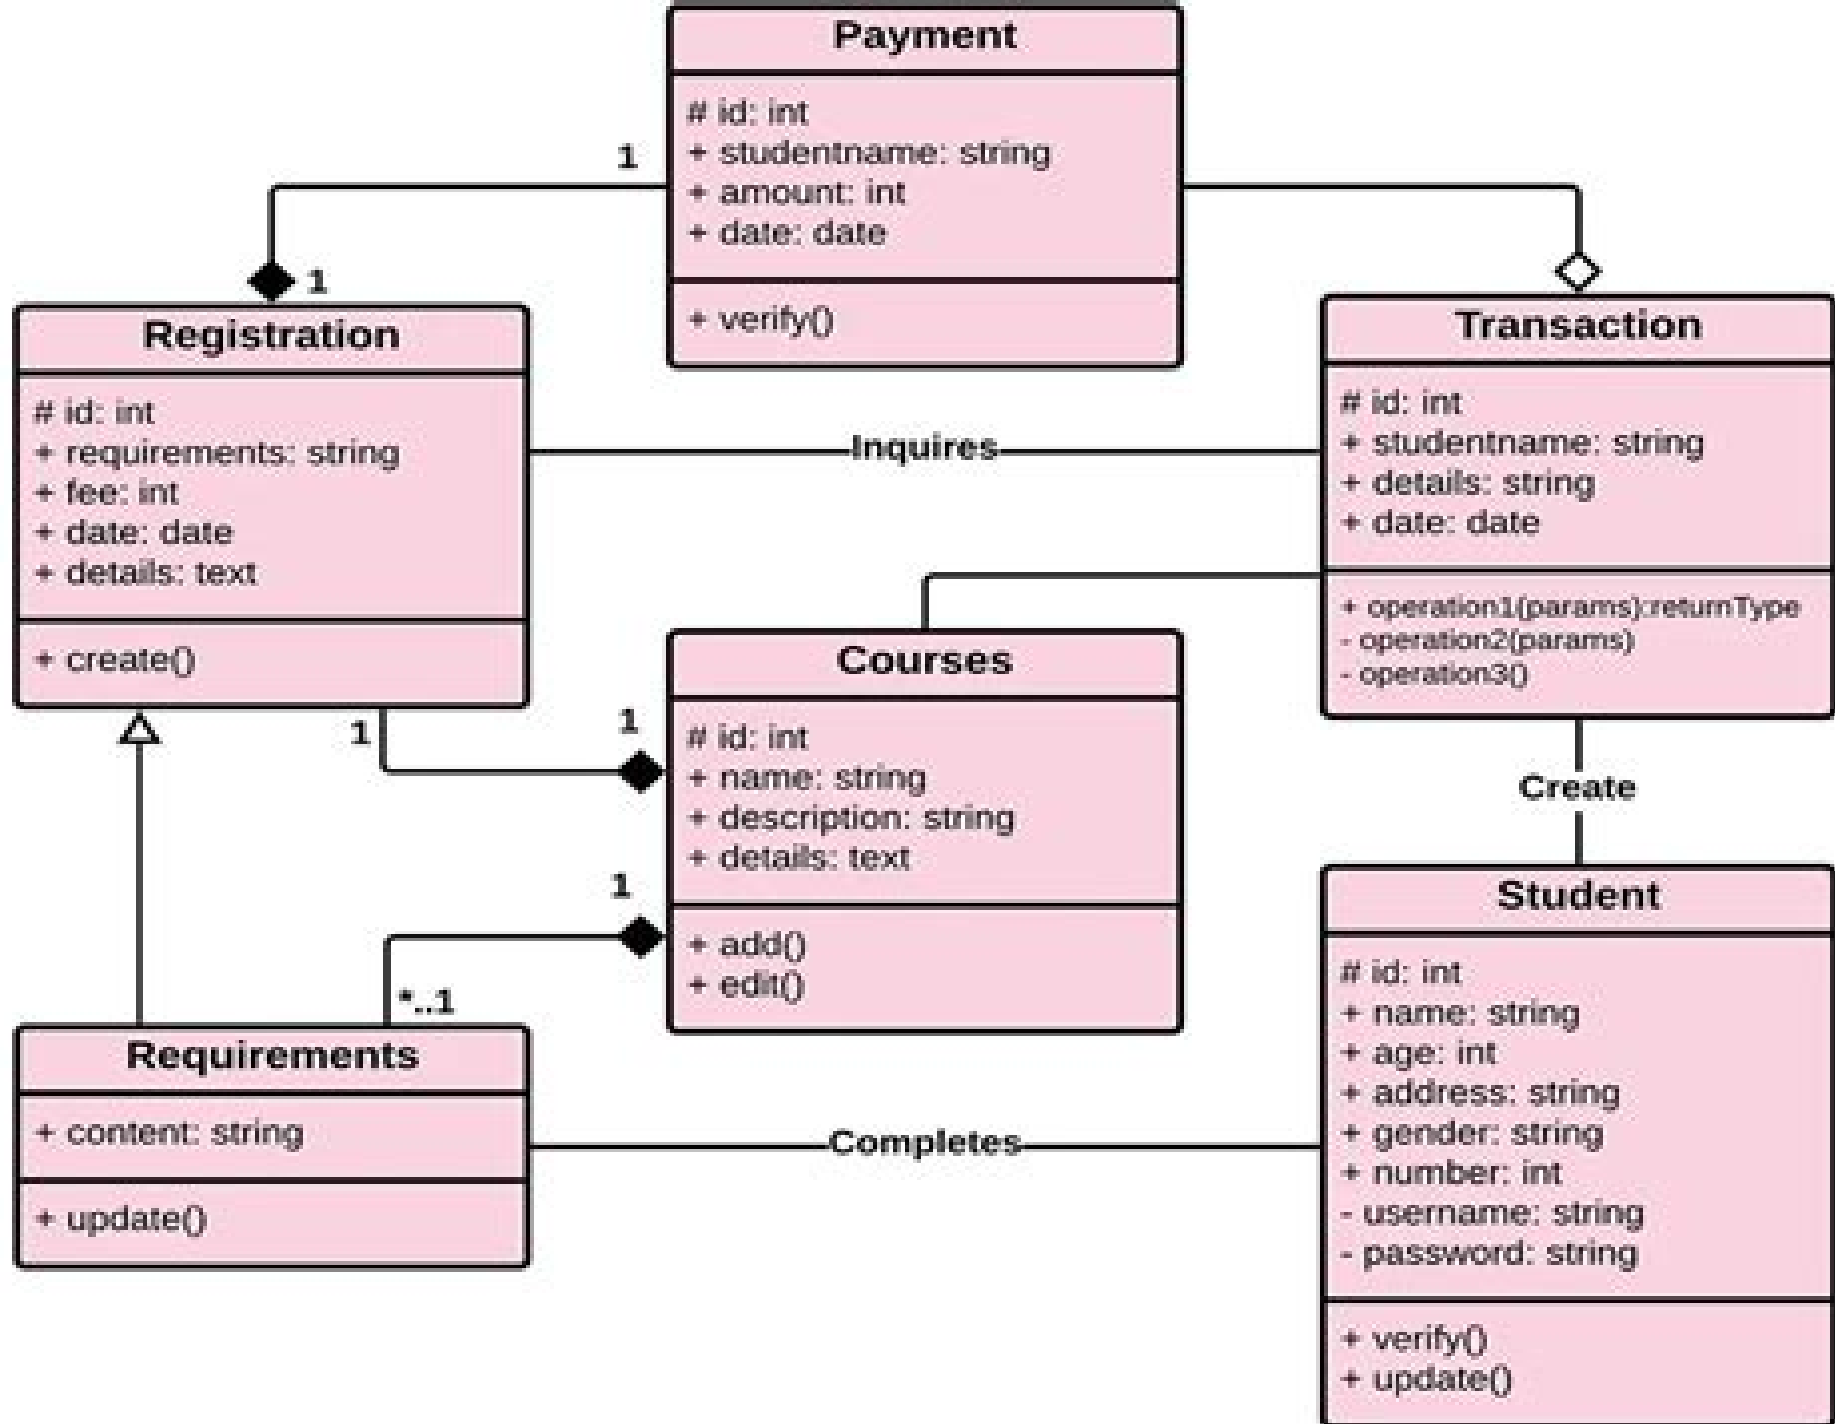 Payment
# id: int
+ studentname: string
+ amount: int
+ date: date
+ verify()
1
1
Registration
# id: int
+ requirements: string
+ fee: int
+ date: date
+ details: text
+ create()
Inquires
Transaction
# id: int
+ studentname: string
+ details: string
+ date: date
+ operation1(params):returnType
- operation2(params)
- operation3()
1
1
Courses
# id: int
+ name: string
+ description: string
+ details: text
+ add()
+ edit()
1
*..1
Create
Requirements
+ content: string
+ update()
Completes
Student
# id: int
+ name: string
+ age: int
+ address: string
+ gender: string
+ number: int
- username: string
- password: string
+ verify()
+ update()